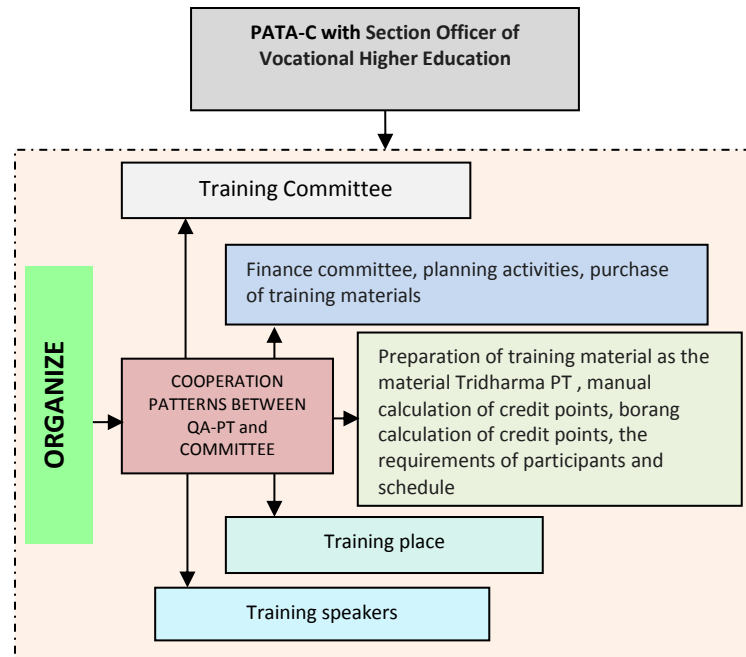 PATA-C with Section Officer of
Vocational Higher Education
Training Committee
Finance committee, planning activities, purchase
of training materials
ORGANIZE
COOPERATION
PATTERNS BETWEEN
QA-PT and
COMMITTEE
Preparation of training material as the
material Tridharma PT , manual
calculation of credit points, borang
calculation of credit points, the
requirements of participants and
schedule
Training place
Training speakers